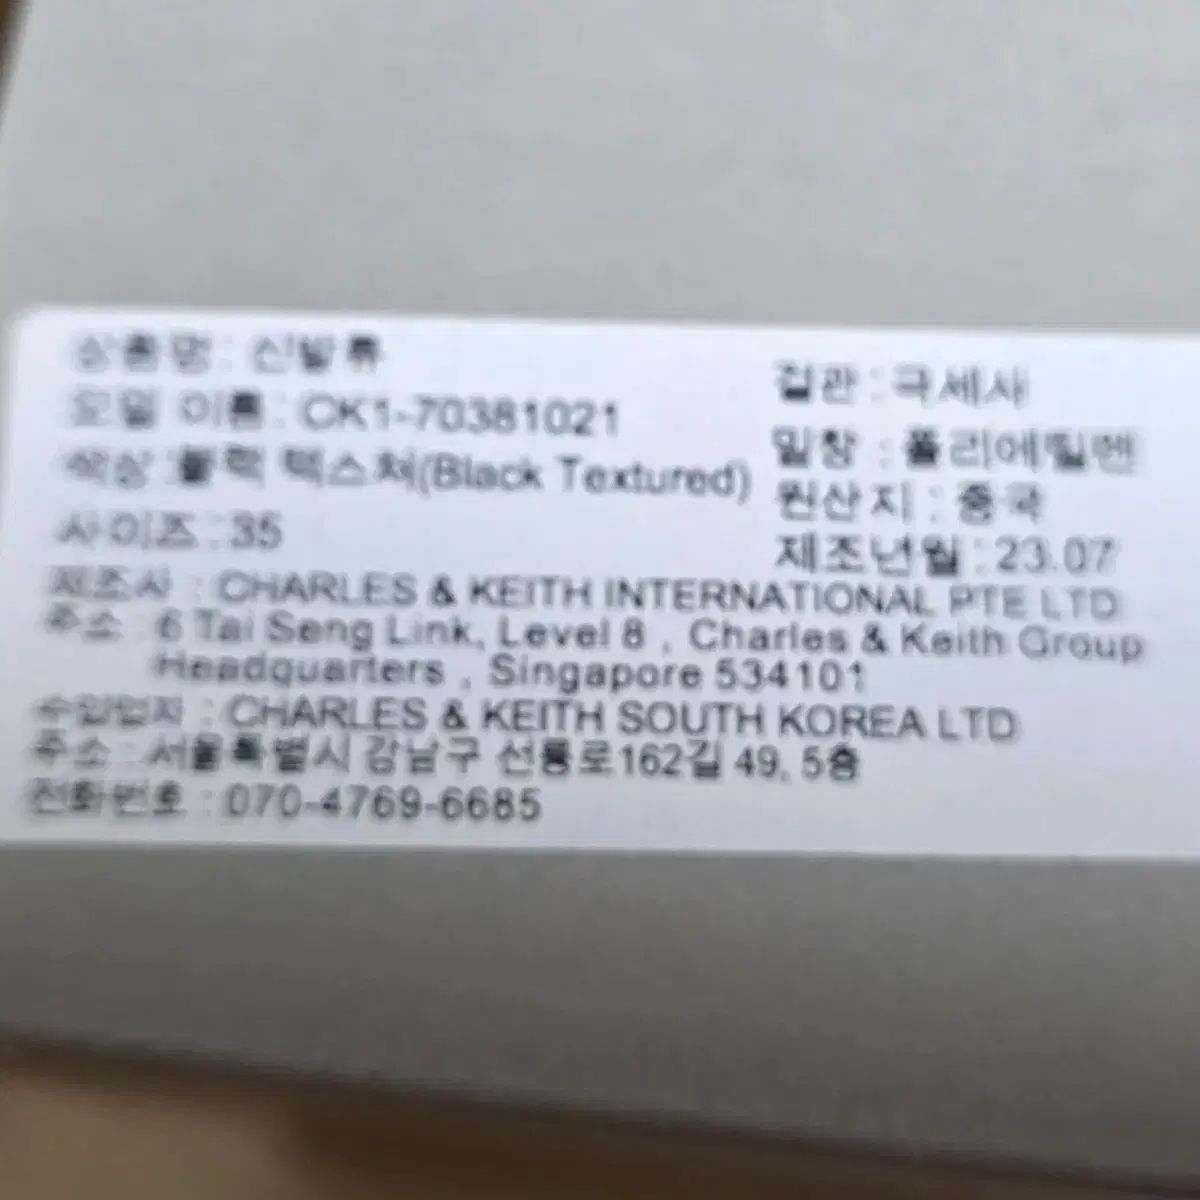 상품명 : 신발류
모델 이름 : CK1-70381021
색상 : 블랙 텍스처(Black Textured)
사이즈 : 35
겉관 : 극세사
밑창 : 폴리에틸렌
원산지 : 중국
제조년월 : 23.07
제조사 : CHARLES & KEITH INTERNATIONAL PTE LTD
주소 : 6 Tai Seng Link, Level 8 , Charles & Keith Group
Headquarters , Singapore 534101
수입업자 : CHARLES & KEITH SOUTH KOREA LTD
주소 : 서울특별시 강남구 선릉로162길 49, 5층
전화번호 : 070-4769-6685